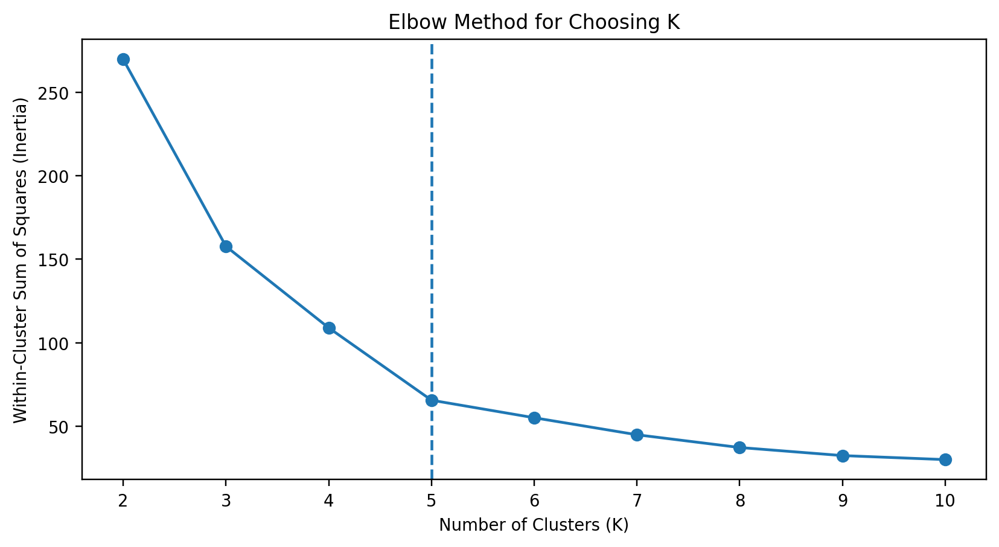 Elbow Method for Choosing K
Within-Cluster Sum of Squares (Inertia)
250
200
150
100
50
2 3 4 5 6 7 8 9 10
Number of Clusters (K)